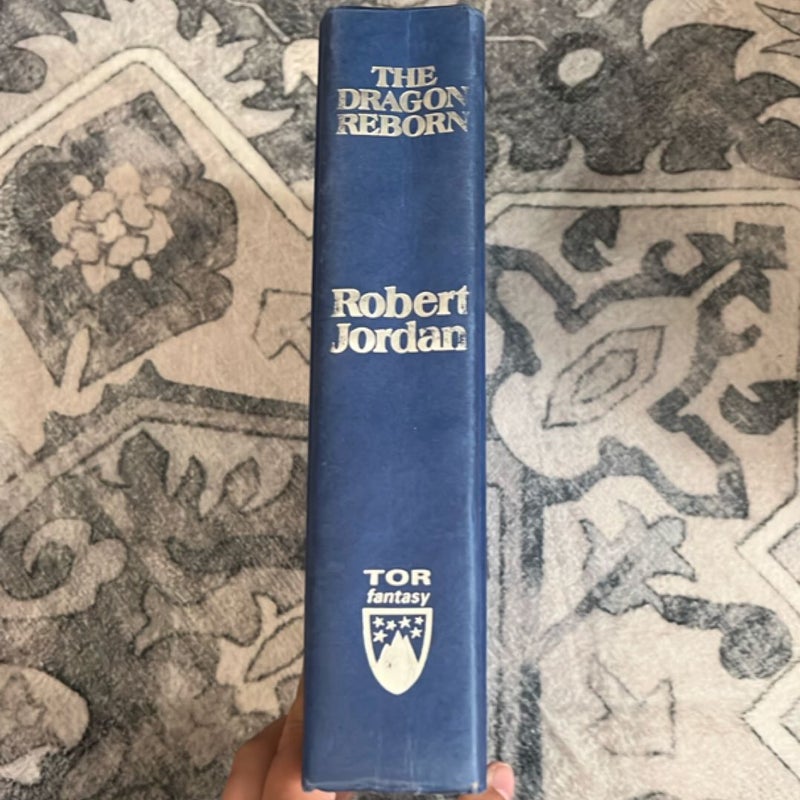 THE
DRAGON
REBORN
Robert
Jordan
TOR
fantasy